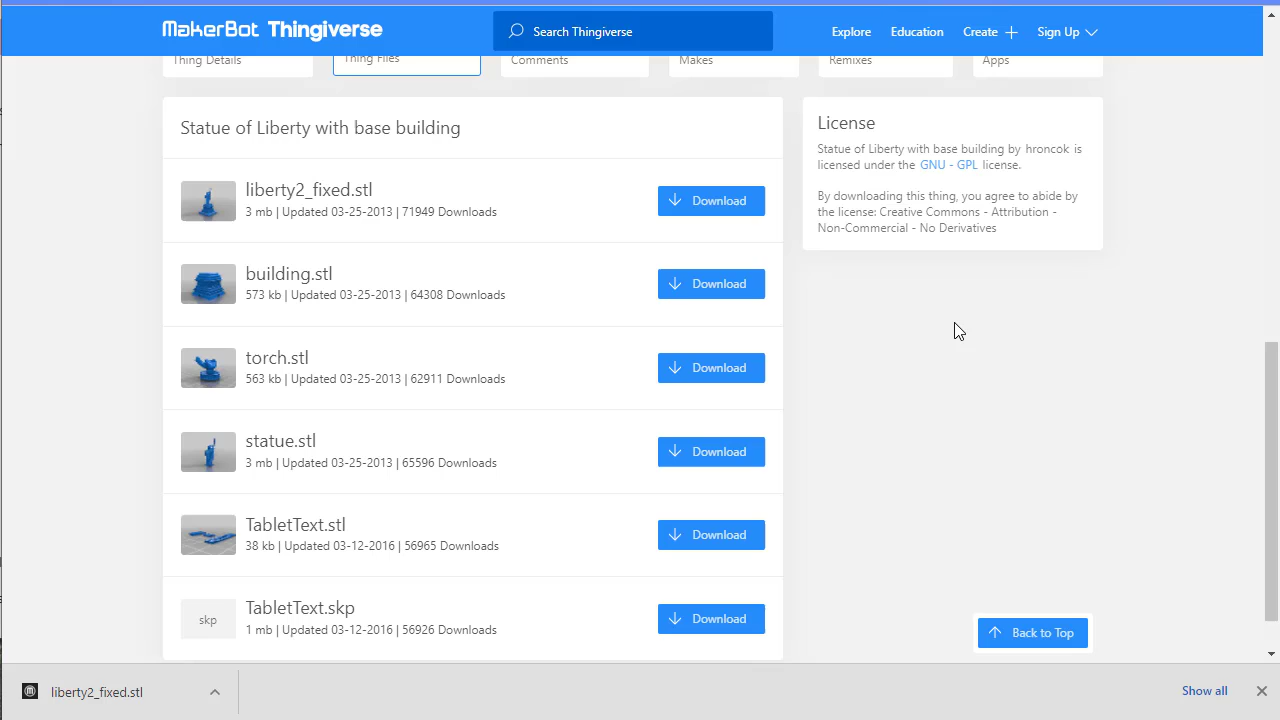 MakerBot Thingiverse
Search Thingiverse
Explore
Education
Create
Sign Up
Thing Details
Thing Files
Comments
Makes
Remixes
Apps
Statue of Liberty with base building
liberty2_fixed.stl
3 mb | Updated 03-25-2013 | 71949 Downloads
Download
building.stl
573 kb | Updated 03-25-2013 | 64308 Downloads
Download
torch.stl
563 kb | Updated 03-25-2013 | 62911 Downloads
Download
statue.stl
3 mb | Updated 03-25-2013 | 65596 Downloads
Download
TabletText.stl
38 kb | Updated 03-12-2016 | 56965 Downloads
Download
skp
TabletText.skp
1 mb | Updated 03-12-2016 | 56926 Downloads
Download
License
Statue of Liberty with base building by hroncok is
licensed under the GNU - GPL license.
By downloading this thing, you agree to abide by
the license: Creative Commons - Attribution -
Non-Commercial - No Derivatives
Back to Top
liberty2_fixed.stl
Show all